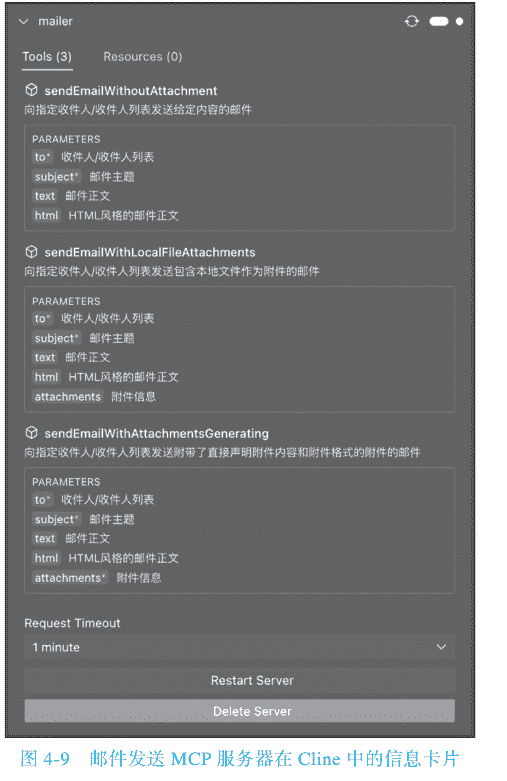 mailer
Tools (3) Resources (0)
sendEmailWithoutAttachment
向指定收件人/收件人列表发送给定内容的邮件
PARAMETERS
to* 收件人/收件人列表
subject* 邮件主题
text 邮件正文
html HTML风格的邮件正文
sendEmailWithLocalFileAttachments
向指定收件人/收件人列表发送包含本地文件作为附件的邮件
PARAMETERS
to* 收件人/收件人列表
subject* 邮件主题
text 邮件正文
html HTML风格的邮件正文
attachments 附件信息
sendEmailWithAttachmentsGenerating
向指定收件人/收件人列表发送附带了直接声明附件内容和附件格式的附件的邮件
PARAMETERS
to* 收件人/收件人列表
subject* 邮件主题
text 邮件正文
html HTML风格的邮件正文
attachments* 附件信息
Request Timeout
1 minute
Restart Server
Delete Server
图 4-9 邮件发送 MCP 服务器在 Cline 中的信息卡片